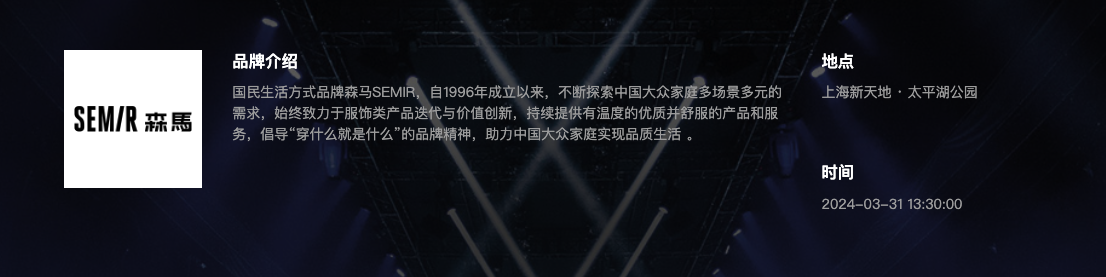 SEMIR 森馬
品牌介绍
国民生活方式品牌森马SEMIR，自1996年成立以来，不断探索中国大众家庭多场景多元的
需求，始终致力于服饰类产品迭代与价值创新，持续提供有温度的优质并舒服的产品和服
务，倡导“穿什么就是什么”的品牌精神，助力中国大众家庭实现品质生活 。
地点
上海新天地 · 太平湖公园
时间
2024-03-31 13:30:00